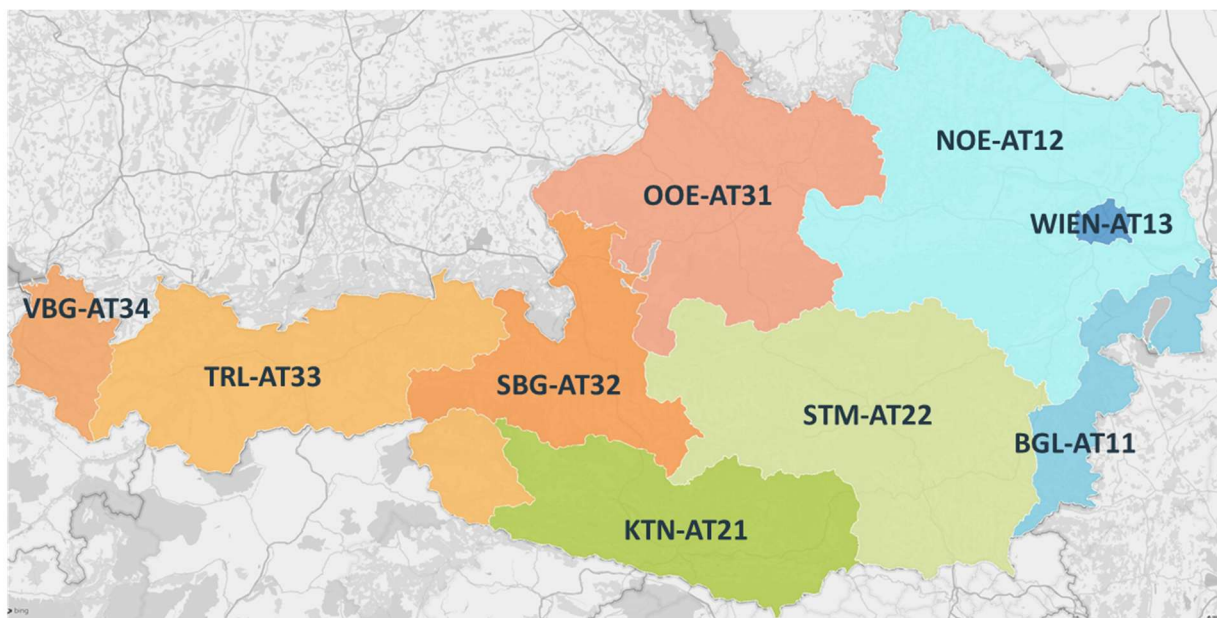 NOE-AT12
OOE-AT31
WIEN-AT13
VBG-AT34
TRL-AT33
SBG-AT32
STM-AT22
BGL-AT11
KTN-AT21
bing